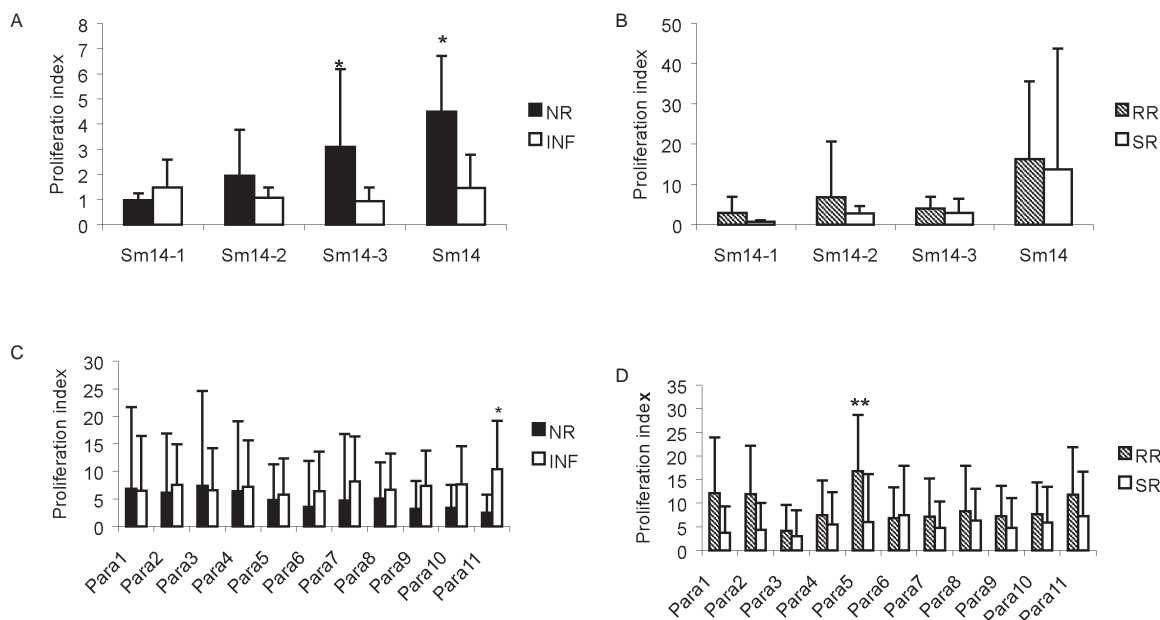 A
Proliferatio index
8
7
6
5
4
3
2
1
0
*
*
Sm14-1
Sm14-2
Sm14-3
Sm14
NR
INF
B
Proliferation index
50
40
30
20
10
0
Sm14-1
Sm14-2
Sm14-3
Sm14
RR
SR
C
Proliferation index
30
25
20
15
10
5
0
*
Para1
Para2
Para3
Para4
Para5
Para6
Para7
Para8
Para9
Para10
Para11
NR
INF
D
Proliferation index
35
30
25
20
15
10
5
0
**
Para1
Para2
Para3
Para4
Para5
Para6
Para7
Para8
Para9
Para10
Para11
RR
SR